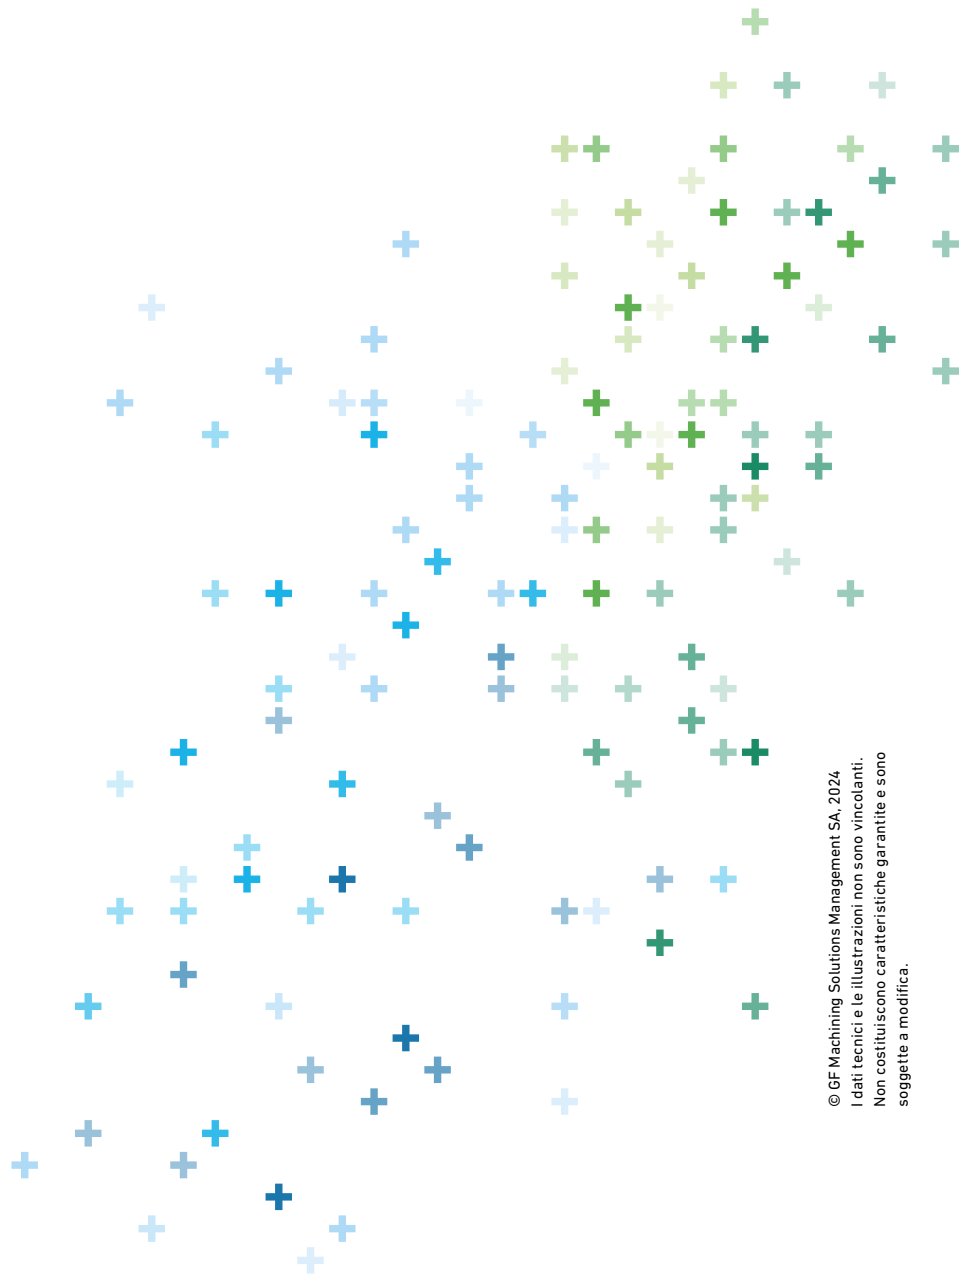 © GF Machining Solutions Management SA, 2024
I dati tecnici e le illustrazioni non sono vincolanti.
Non costituiscono caratteristiche garantite e sono
soggette a modifica.